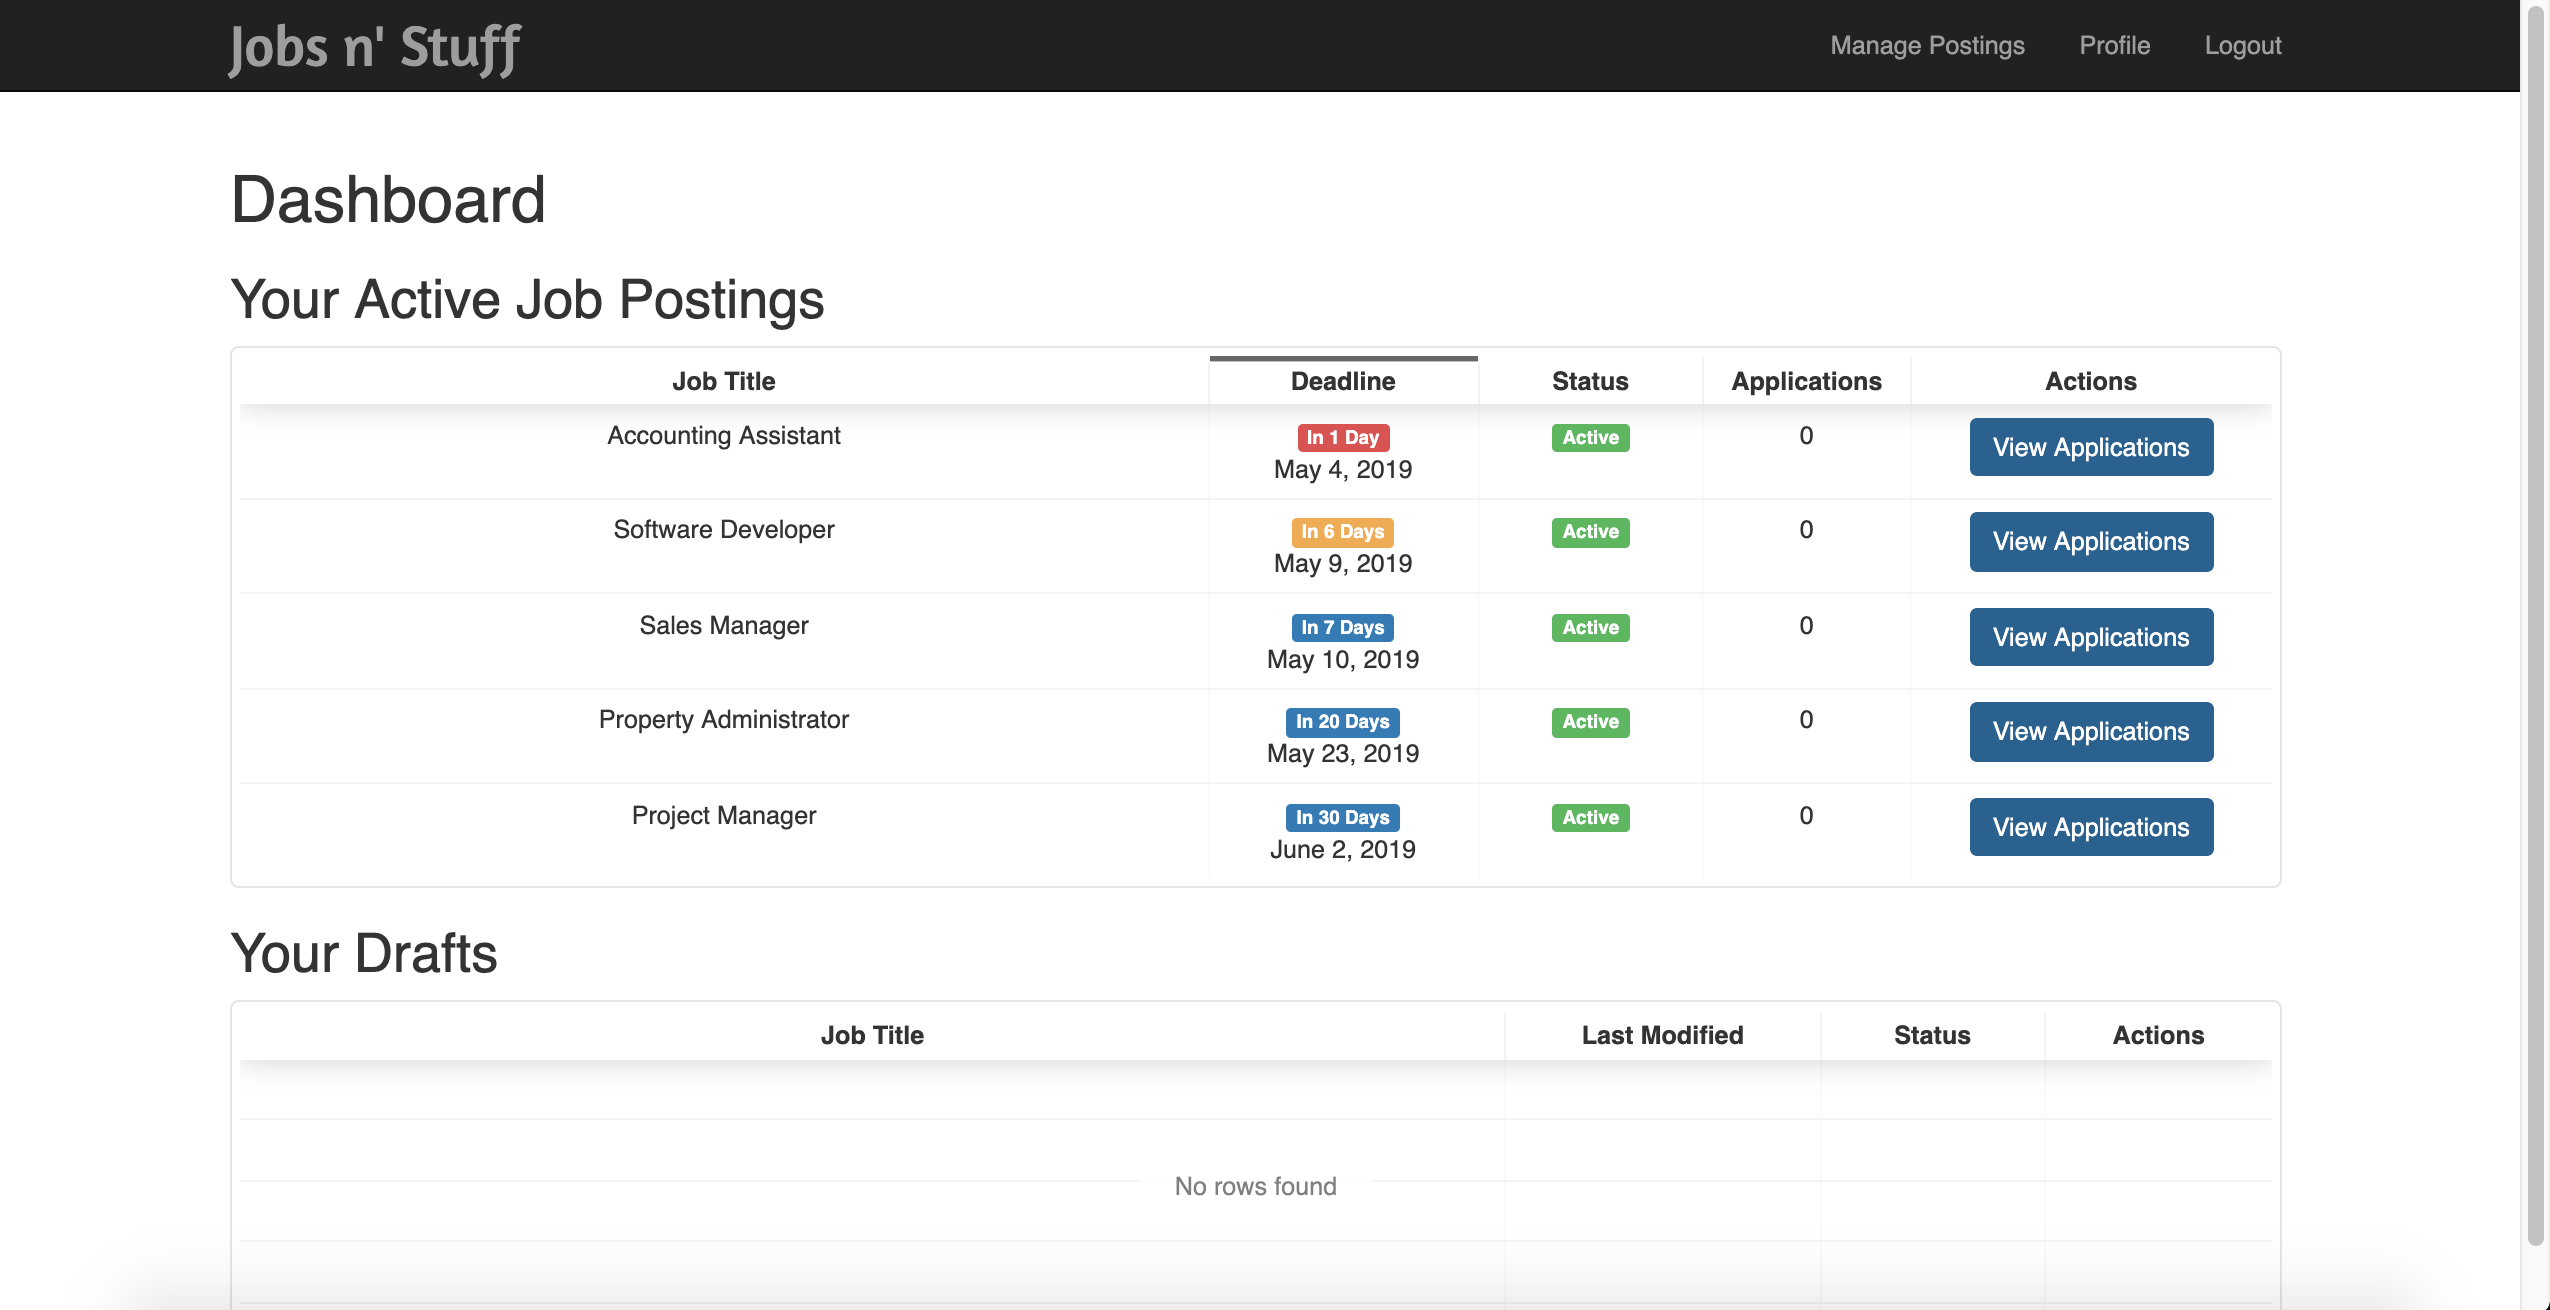 Jobs n' Stuff
Manage Postings Profile Logout
Dashboard
Your Active Job Postings
Job Title Deadline Status Applications Actions
Accounting Assistant In 1 Day Active 0 View Applications
May 4, 2019
Software Developer In 6 Days Active 0 View Applications
May 9, 2019
Sales Manager In 7 Days Active 0 View Applications
May 10, 2019
Property Administrator In 20 Days Active 0 View Applications
May 23, 2019
Project Manager In 30 Days Active 0 View Applications
June 2, 2019
Your Drafts
Job Title Last Modified Status Actions
No rows found